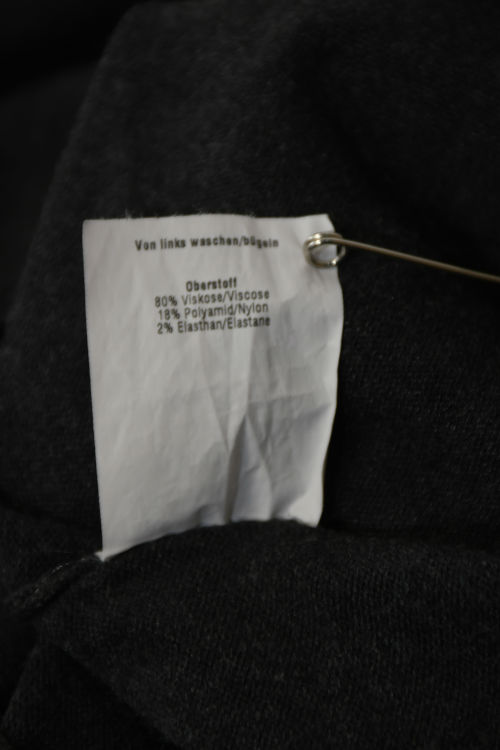 Von links waschen/bügeln
Oberstoff
80% Viskose/Viscose
18% Polyamid/Nylon
2% Elasthan/Elastane